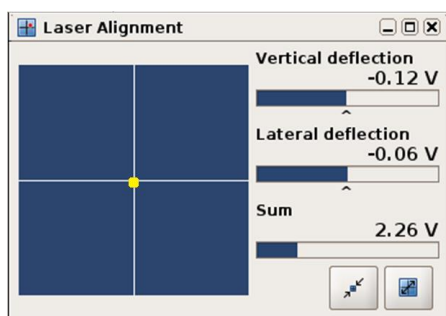 Laser Alignment
Vertical deflection
-0.12 V
Lateral deflection
-0.06 V
Sum
2.26 V